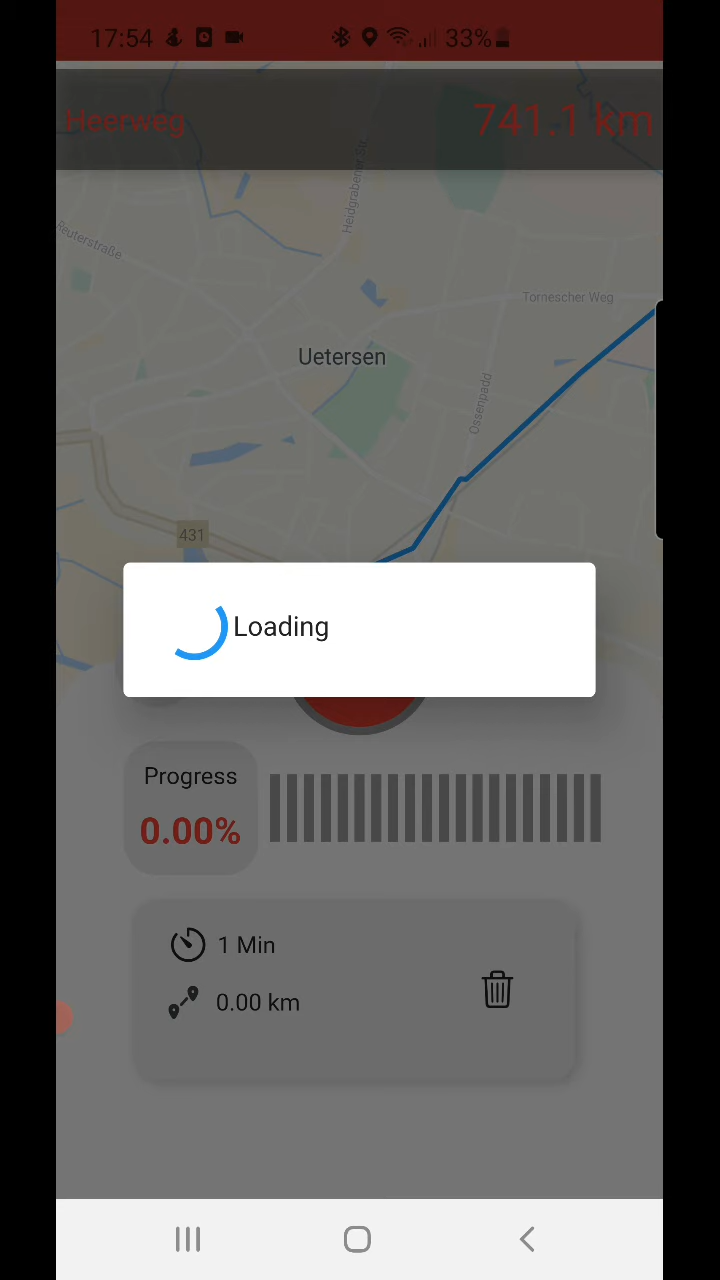 17:54 33%
Heerweg 741.1 km
Heidgrabener Str.
Reuterstraße
Tornescher Weg
Uetersen
Ossenpadd
431
Loading
Progress
0.00%
1 Min
0.00 km